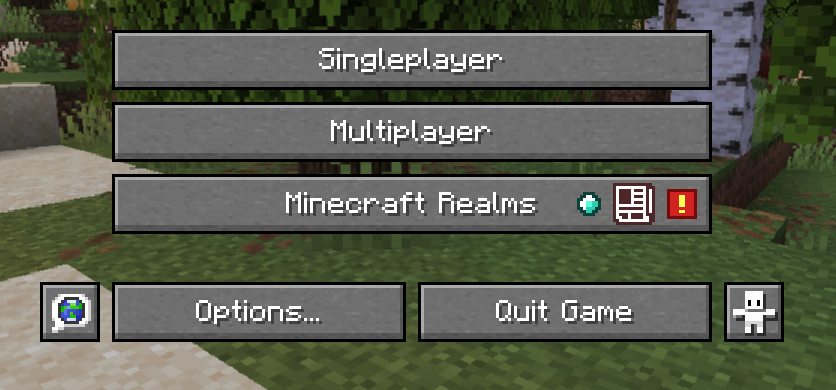 Singleplayer
Multiplayer
Minecraft Realms
Options...
Quit Game